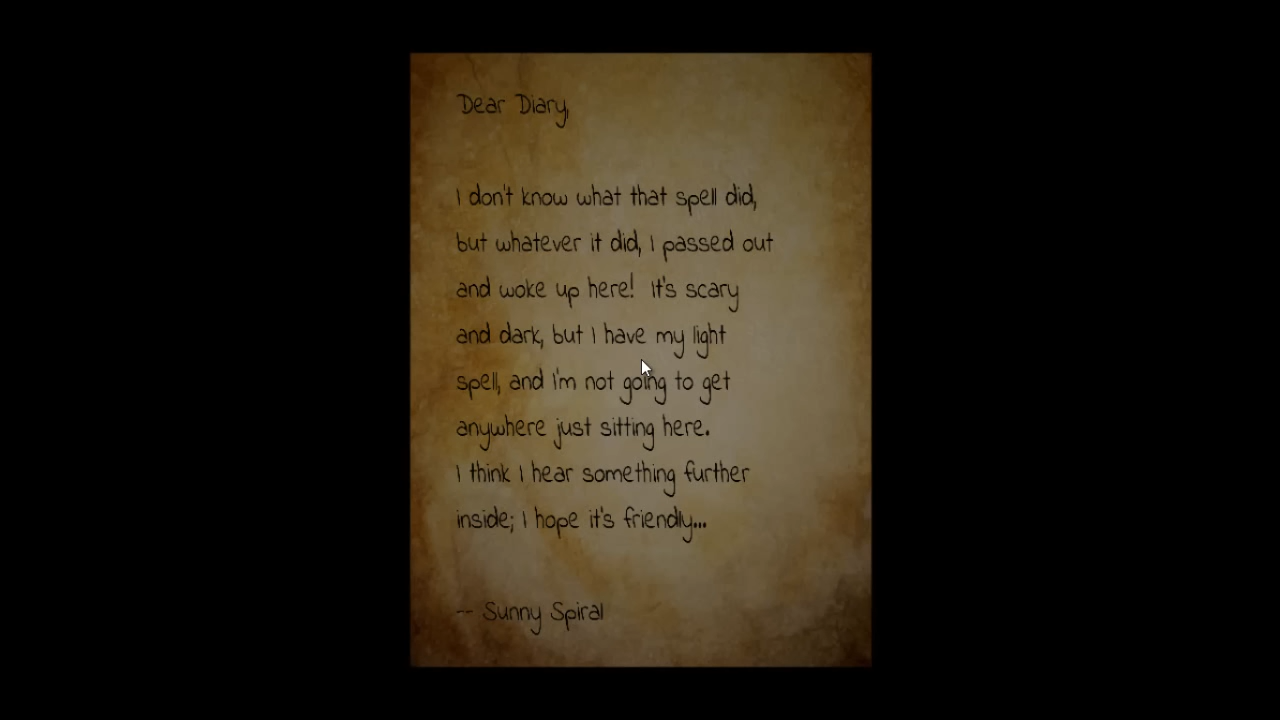 Dear Diary,
I don't know what that spell did,
but whatever it did, I passed out
and woke up here!  It's scary
and dark, but I have my light
spell, and I'm not going to get
anywhere just sitting here.
I think I hear something further
inside; I hope it's friendly...
-- Sunny Spiral